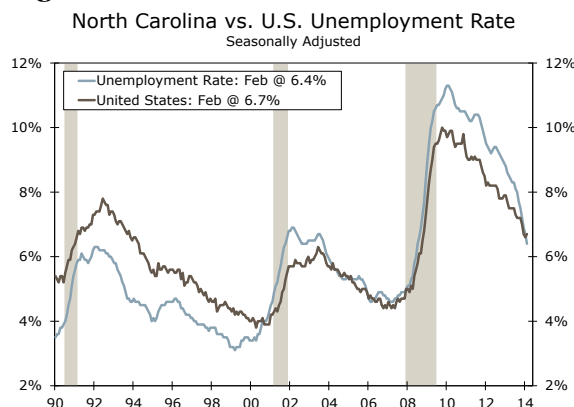 North Carolina vs. U.S. Unemployment Rate
Seasonally Adjusted
Unemployment Rate: Feb @ 6.4%
United States: Feb @ 6.7%
12% 12%
10% 10%
8% 8%
6% 6%
4% 4%
2% 2%
90 92 94 96 98 00 02 04 06 08 10 12 14